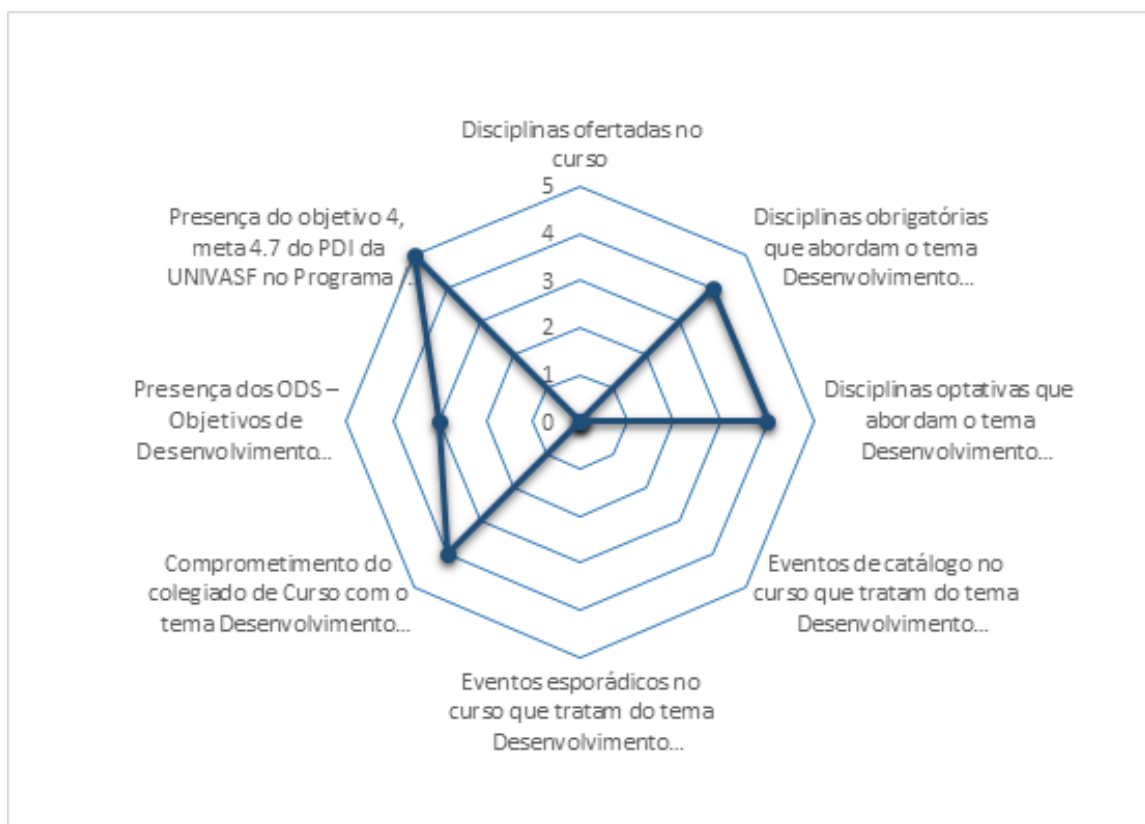 Disciplinas ofertadas no
curso
5
4
3
2
1
0
Disciplinas obrigatórias
que abordam o tema
Desenvolvimento...
Disciplinas optativas que
abordam o tema
Desenvolvimento...
Eventos de catálogo no
curso que tratam do tema
Desenvolvimento...
Eventos esporádicos no
curso que tratam do tema
Desenvolvimento...
Comprometimento do
colegiado de Curso com o
tema Desenvolvimento...
Presença dos ODS –
Objetivos de
Desenvolvimento...
Presença do objetivo 4,
meta 4.7 do PDI da
UNIVASF no Programa /...